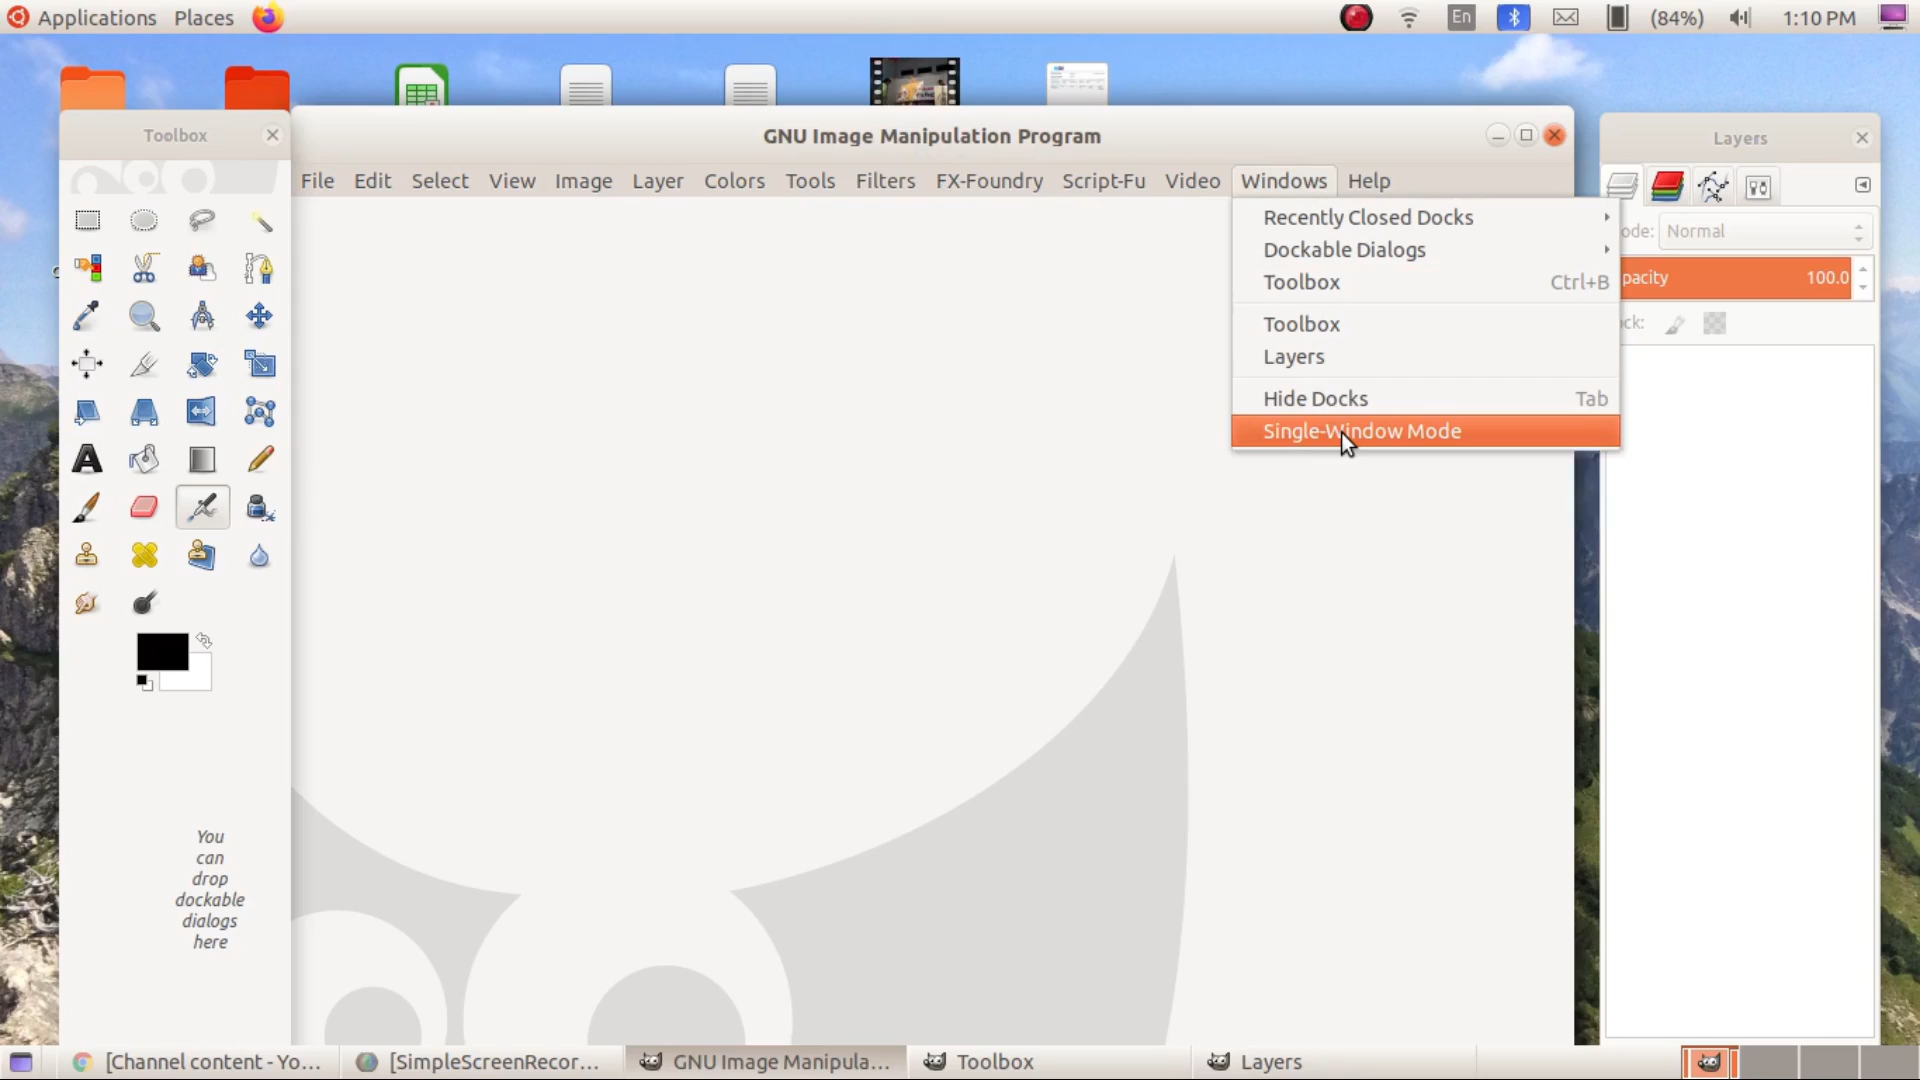 Applications Places
En (84%) 1:10 PM
Toolbox
GNU Image Manipulation Program
Layers
File Edit Select View Image Layer Colors Tools Filters FX-Foundry Script-Fu Video Windows Help
Recently Closed Docks
Dockable Dialogs
Toolbox Ctrl+B
Toolbox
Layers
Hide Docks Tab
Single-Window Mode
ode: Normal
pacity 100.0
ck:
A
You
can
drop
dockable
dialogs
here
[Channel content - Yo... [SimpleScreenRecor... GNU Image Manipula... Toolbox Layers